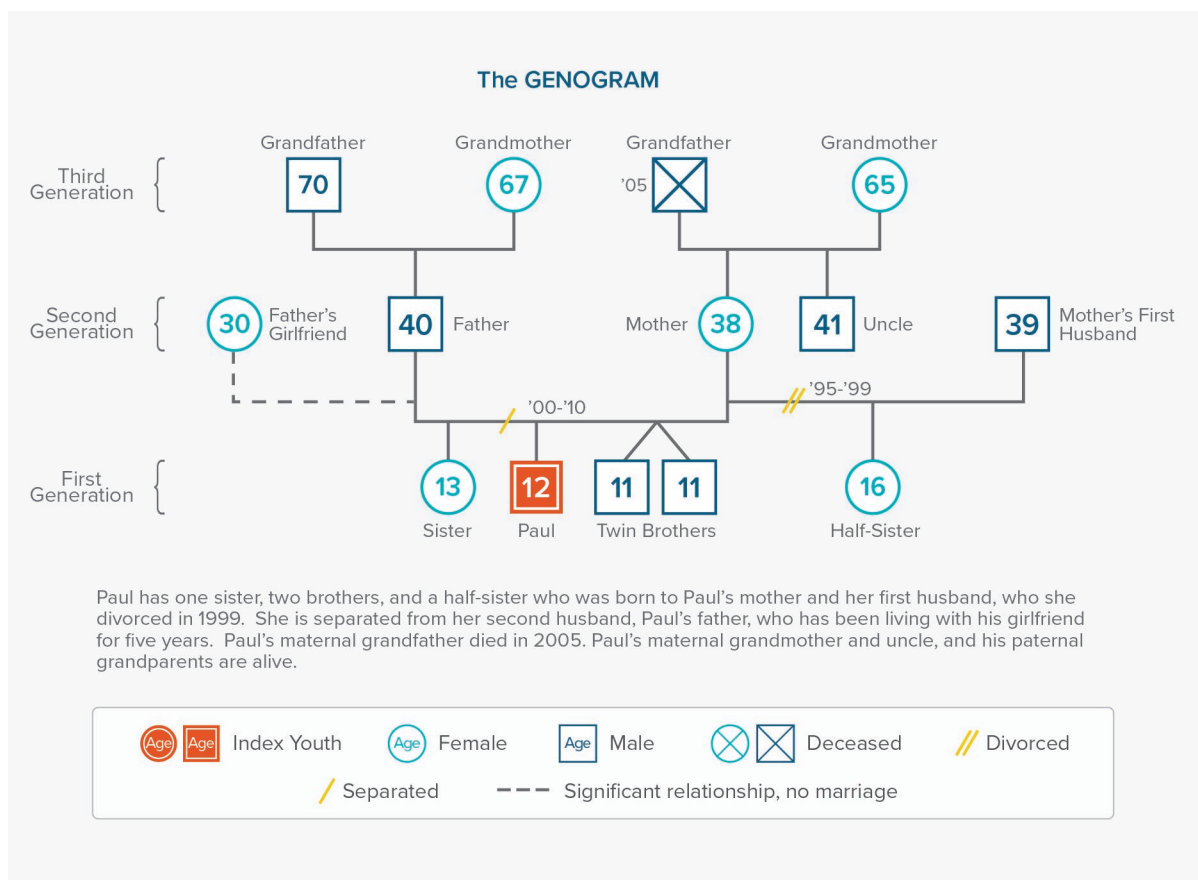 The GENOGRAM
Grandfather
Grandmother
Grandfather
Grandmother
Third
Generation
70
67
’05
65
Second
Generation
30
Father’s
Girlfriend
40
Father
Mother
38
41
Uncle
39
Mother’s First
Husband
’00-’10
’95-’99
First
Generation
13
12
11
11
16
Sister
Paul
Twin Brothers
Half-Sister
Paul has one sister, two brothers, and a half-sister who was born to Paul’s mother and her first husband, who she
divorced in 1999.  She is separated from her second husband, Paul’s father, who has been living with his girlfriend
for five years.  Paul’s maternal grandfather died in 2005. Paul’s maternal grandmother and uncle, and his paternal
grandparents are alive.
Age
Age
Index Youth
Age
Female
Age
Male
Deceased
Divorced
Separated
Significant relationship, no marriage